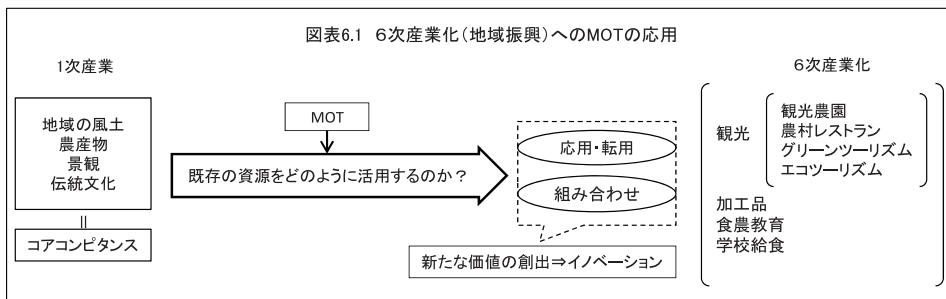 図表6.1 6次産業化(地域振興)へのMOTの応用
1次産業
地域の風土
農産物
景観
伝統文化
=
コアコンピタンス
MOT
既存の資源をどのように活用するのか?
応用・転用
組み合わせ
新たな価値の創出⇒イノベーション
6次産業化
観光
観光農園
農村レストラン
グリーンツーリズム
エコツーリズム
加工品
食農教育
学校給食